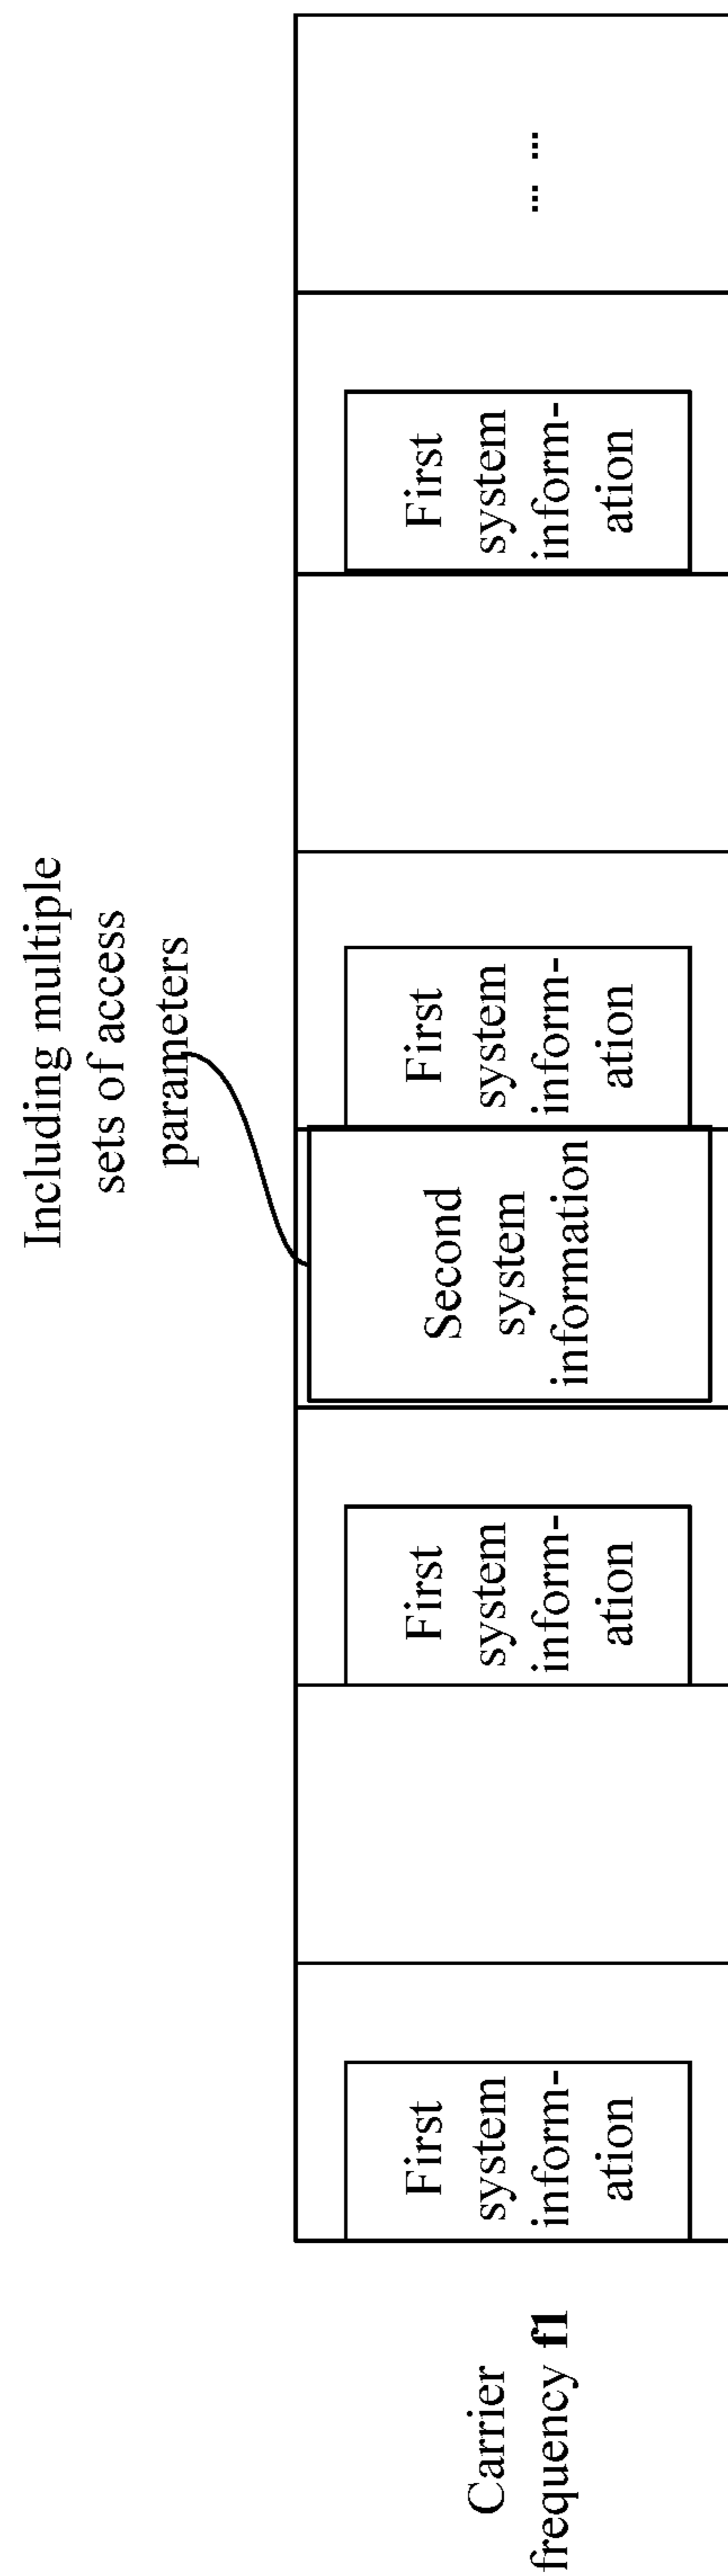 Including multiple
sets of access
parameters
Carrier
frequency f1
First
system
inform-
ation
First
system
inform-
ation
Second
system
information
First
system
inform-
ation
First
system
inform-
ation
... ...